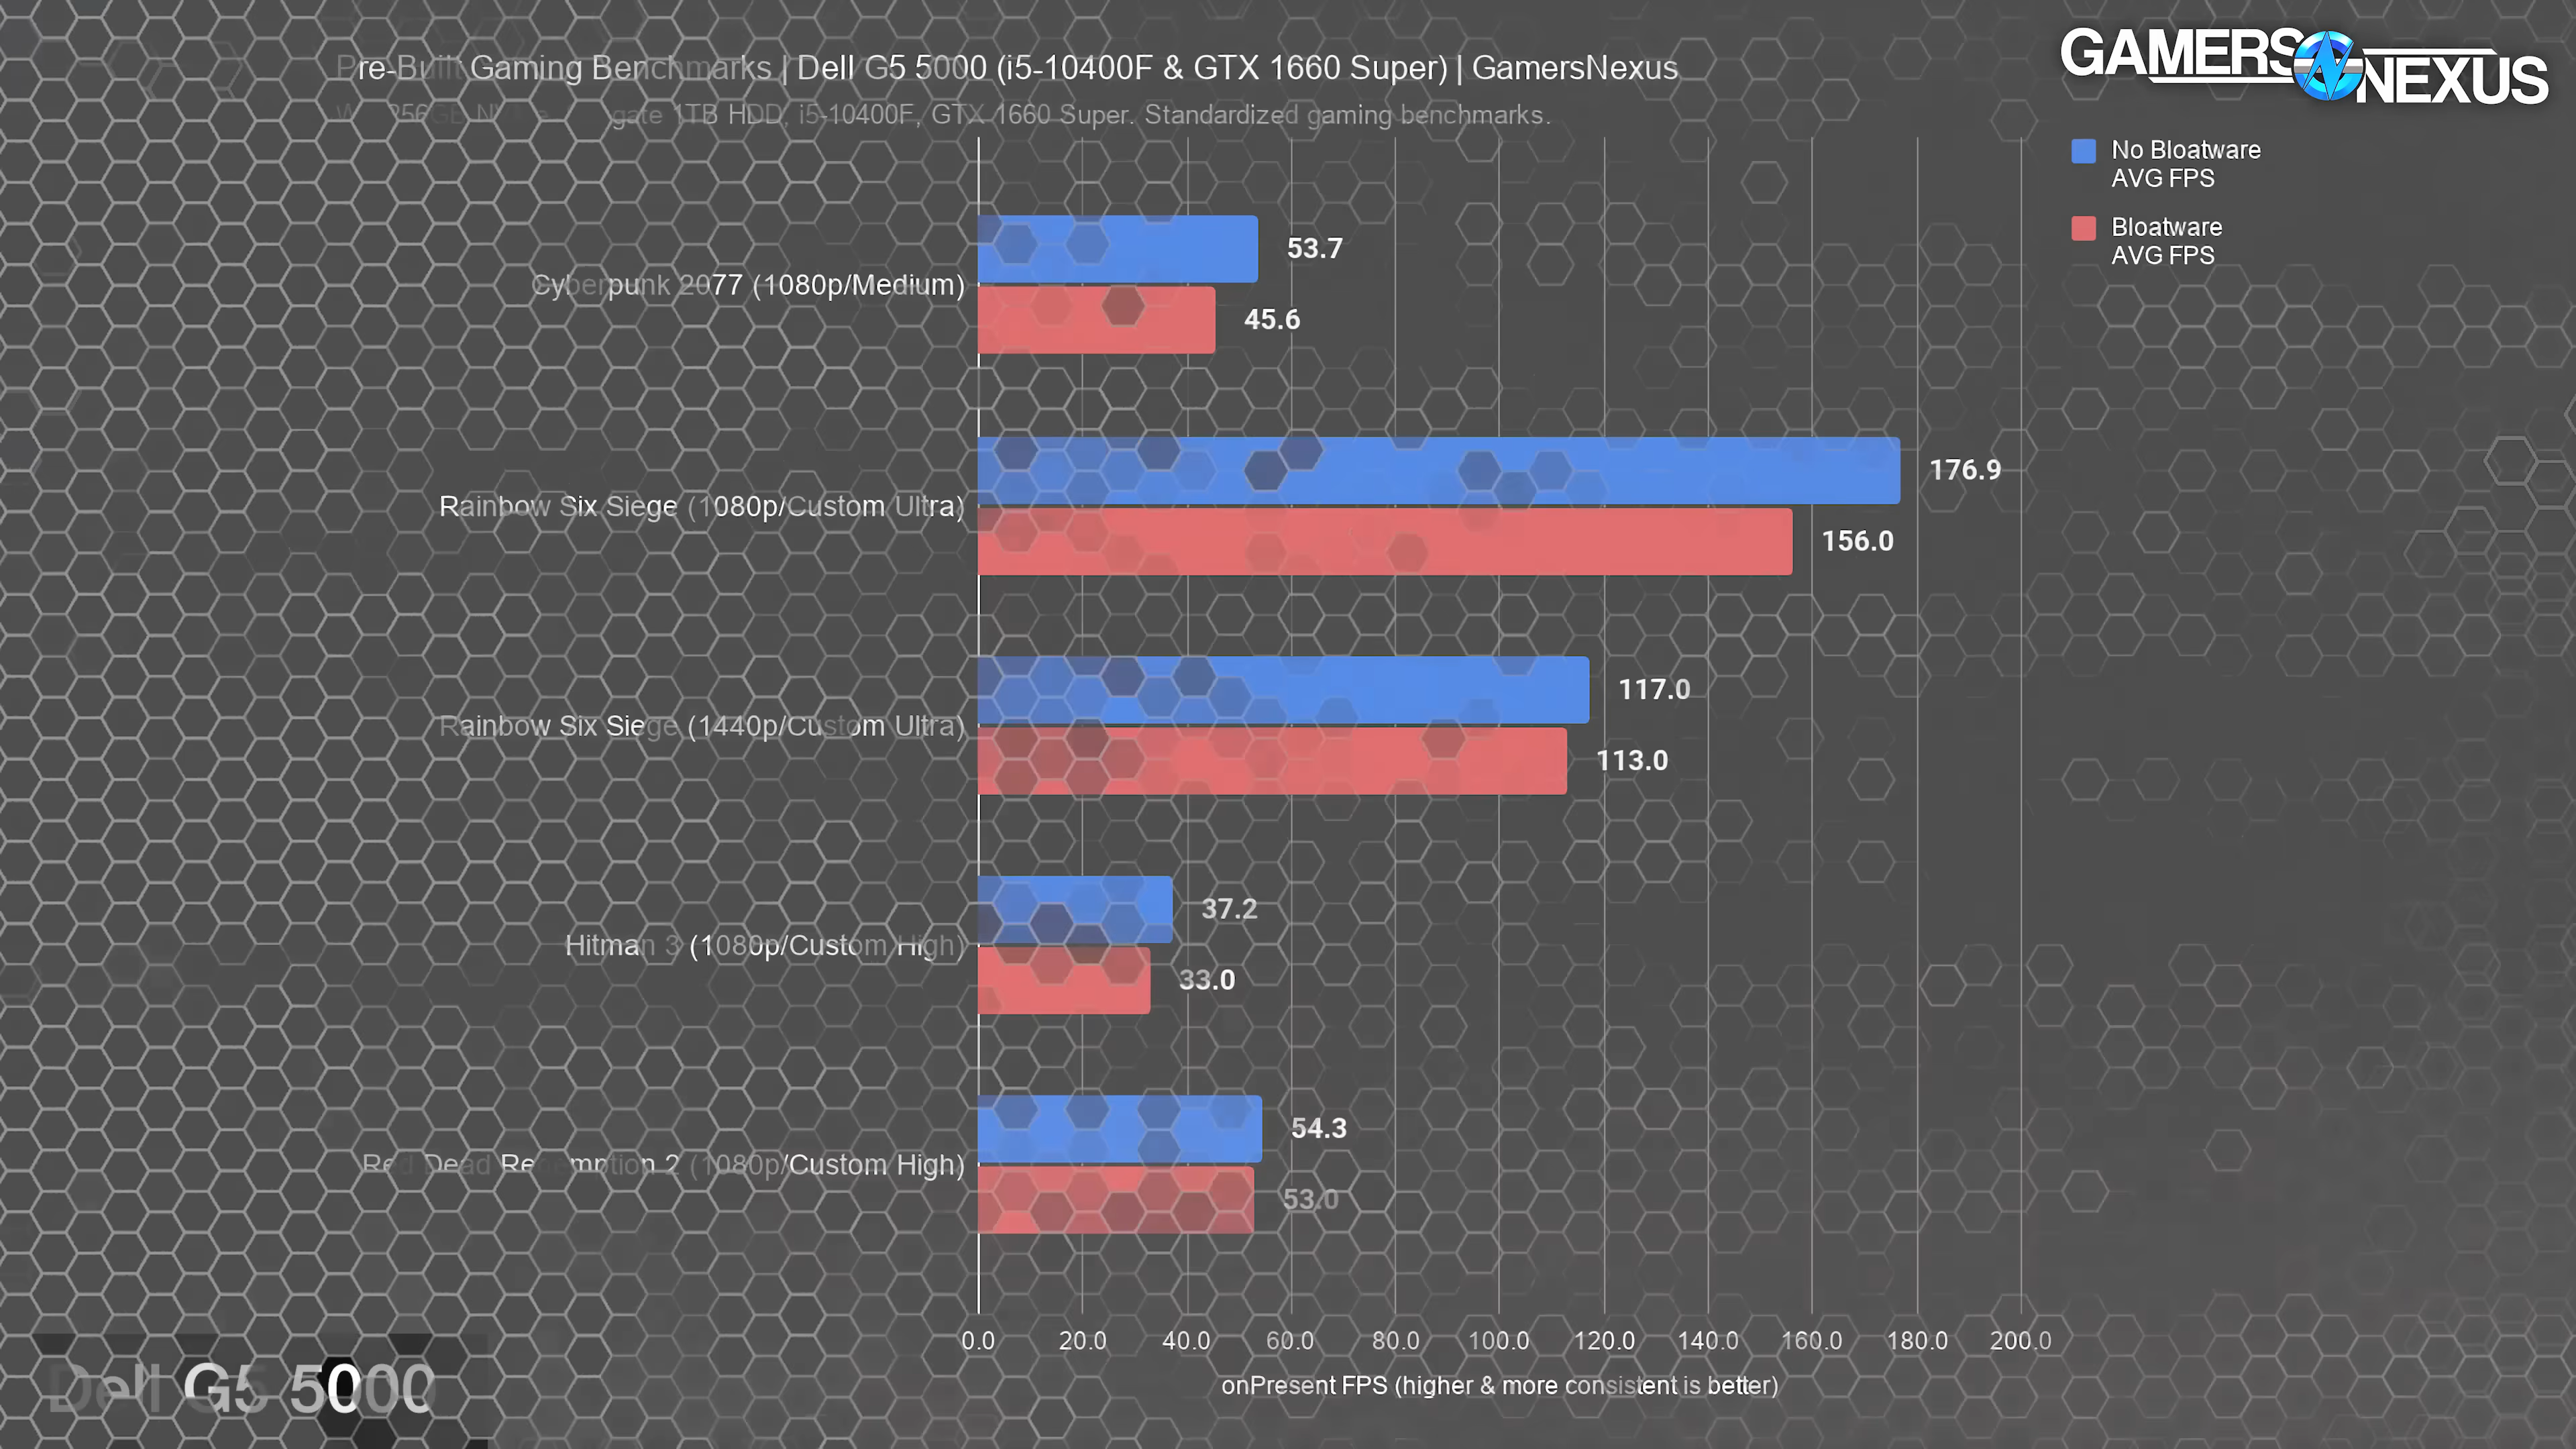 Pre-Built Gaming Benchmarks | Dell G5 5000 (i5-10400F & GTX 1660 Super) | GamersNexus
256GB gate 1TB HDD, i5-10400F, GTX 1660 Super. Standardized gaming benchmarks.
GAMERS NEXUS
No Bloatware
AVG FPS
Bloatware
AVG FPS
Cyberpunk 2077 (1080p/Medium)
53.7
45.6
Rainbow Six Siege (1080p/Custom Ultra)
176.9
156.0
Rainbow Six Siege (1440p/Custom Ultra)
117.0
113.0
Hitman 3 (1080p/Custom High)
37.2
33.0
Red Dead Redemption 2 (1080p/Custom High)
54.3
53.0
0.0 20.0 40.0 60.0 80.0 100.0 120.0 140.0 160.0 180.0 200.0
onPresent FPS (higher & more consistent is better)
Dell G5 5000